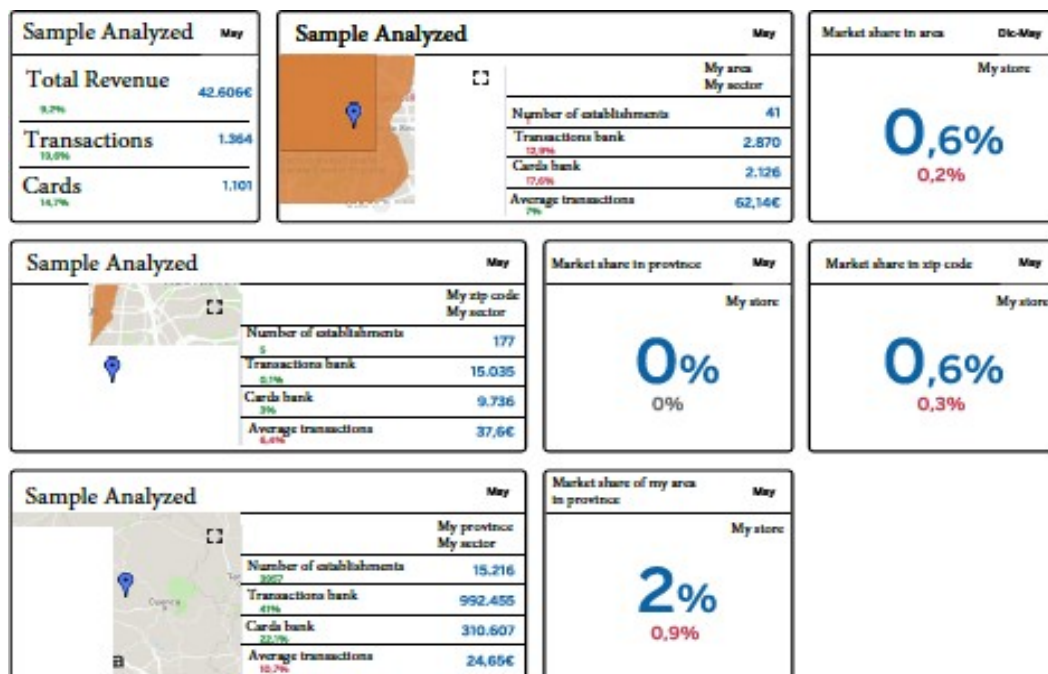 Sample Analyzed May
Total Revenue 42.606€
9,2%
Transactions 1.364
19,6%
Cards 1.101
14,7%
Sample Analyzed May
My area
My sector
Number of establishments 41
Transactions bank 2.870
12,9%
Cards bank 2.126
17,6%
Average transactions 62,14€
7%
Market share in area Dic-May
My store
0,6%
0,2%
Sample Analyzed May
My zip code
My sector
Number of establishments 177
5
Transactions bank 15.035
0,1%
Cards bank 9.736
3%
Average transactions 37,6€
6,4%
Market share in province May
My store
0%
0%
Market share in zip code May
My store
0,6%
0,3%
Sample Analyzed May
My province
My sector
Number of establishments 15.216
3957
Transactions bank 992.455
41%
Cards bank 310.607
22,1%
Average transactions 24,65€
10,7%
Cuenca
a
Market share of my area
in province May
My store
2%
0,9%